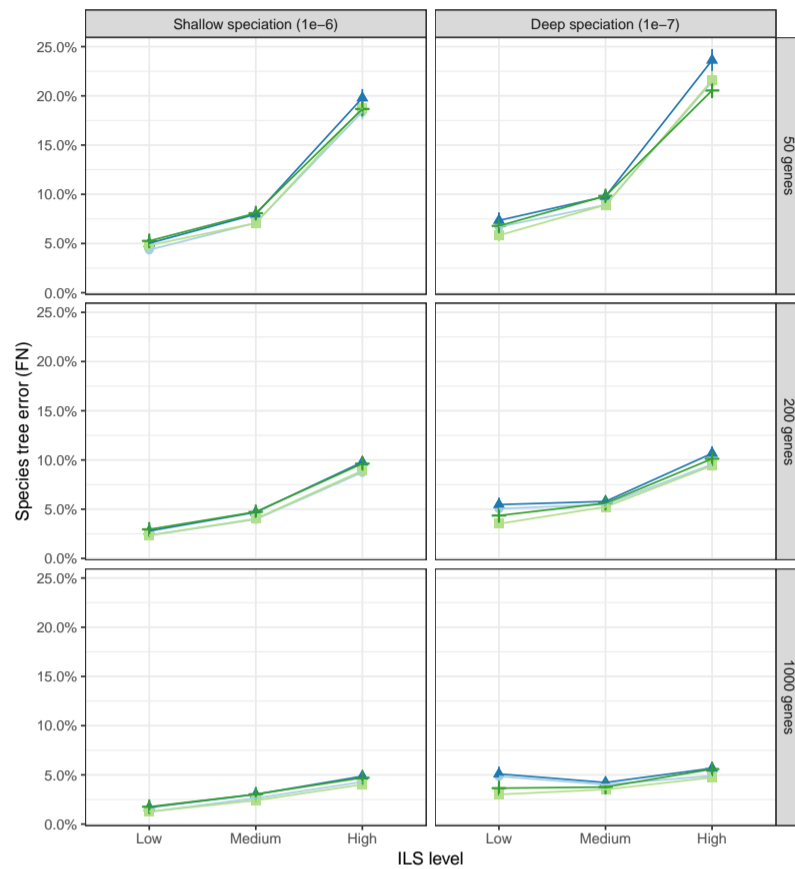 Shallow speciation (1e−6)
Deep speciation (1e−7)
25.0%
20.0%
15.0%
10.0%
5.0%
0.0%
50 genes
25.0%
20.0%
15.0%
10.0%
5.0%
0.0%
200 genes
25.0%
20.0%
15.0%
10.0%
5.0%
0.0%
1000 genes
Species tree error (FN)
Low Medium High
Low Medium High
ILS level